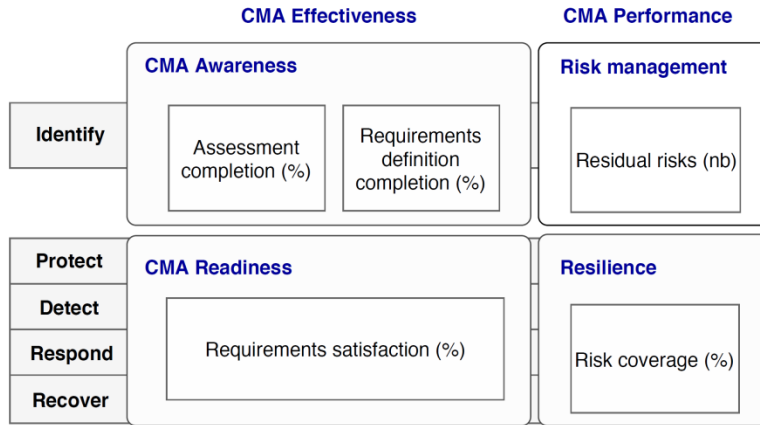 CMA Effectiveness
CMA Performance
CMA Awareness
Risk management
Identify
Assessment
completion (%)
Requirements
definition
completion (%)
Residual risks (nb)
Protect
Detect
Respond
Recover
CMA Readiness
Requirements satisfaction (%)
Resilience
Risk coverage (%)